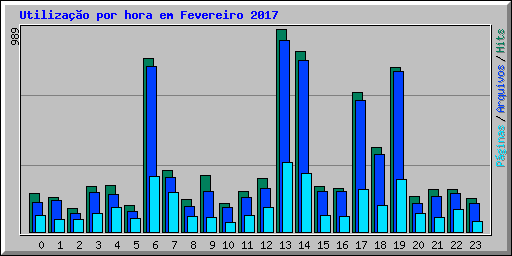 Utilização por hora em Fevereiro 2017
989
Páginas / Arquivos / Hits
0 1 2 3 4 5 6 7 8 9 10 11 12 13 14 15 16 17 18 19 20 21 22 23